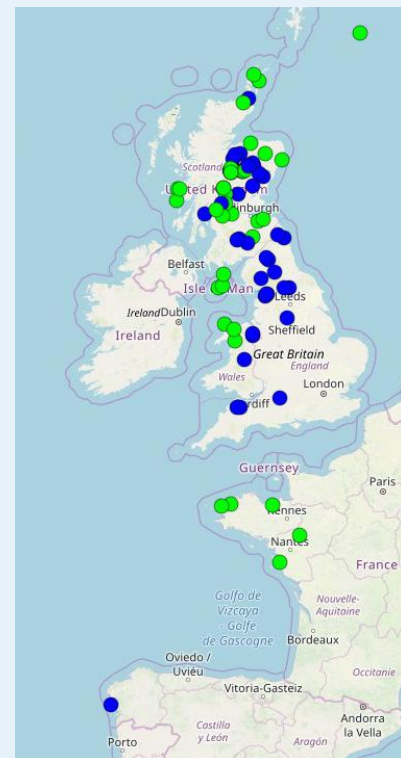 Scotland
United Kingdom
Edinburgh
Belfast
Isle of Man
Ireland Dublin
Ireland
Leeds
Sheffield
Great Britain
England
Wales
London
Cardiff
Guernsey
Paris
Rennes
Nantes
France
Golfo de
Vizcaya
- Golfe
de Gascogne
Nouvelle-
Aquitaine
Bordeaux
Oviedo /
Uviéu
Occitanie
Vitoria-Gasteiz
Andorra
la Vella
Castilla
y León
Aragón
Porto